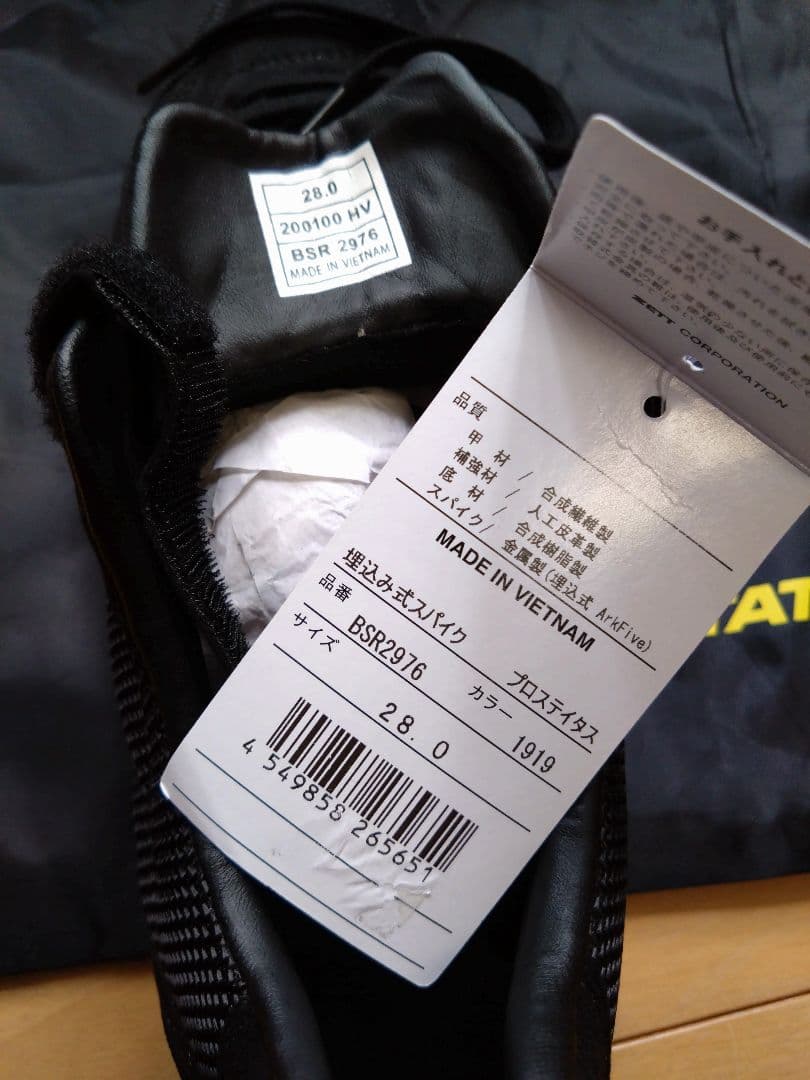 28.0
200100 HV
BSR 2976
MADE IN VIETNAM
お手入れと
ZETT CORPORATION
品質
甲 材 / 合成繊維製
補強材 / 人工皮革製
底 材 / 合成樹脂製
スパイク/ 金属製(埋込式 ArkFive)
MADE IN VIETNAM
埋込み式スパイク プロステイタス
品番 BSR2976 カラー 1919
サイズ 28.0
4 549858 265651
TAT